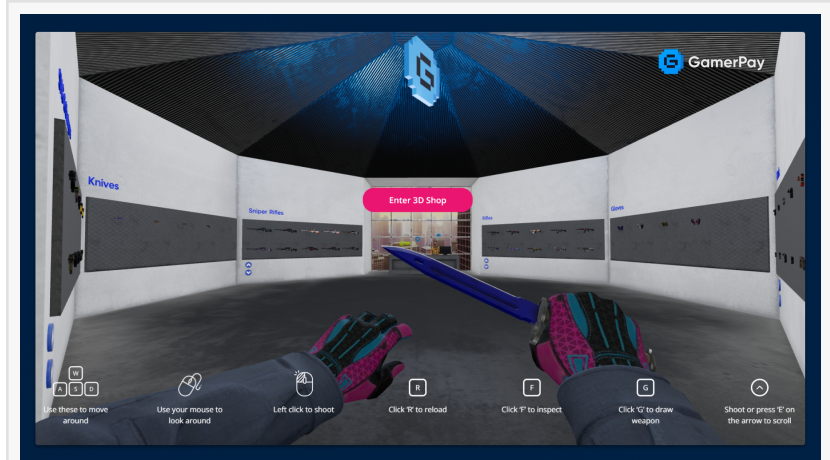 GamerPay
Knives
Enter 3D Shop
Sniper Rifles
Rifles
Gloves
W
A S D
Use these to move
around
Use your mouse to
look around
Left click to shoot
R
Click 'R' to reload
F
Click 'F' to inspect
G
Click 'G' to draw
weapon
Shoot or press 'E' on
the arrow to scroll